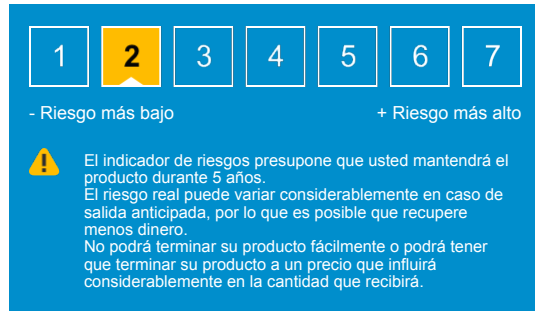 1 2 3 4 5 6 7
- Riesgo más bajo + Riesgo más alto
El indicador de riesgos presupone que usted mantendrá el
producto durante 5 años.
El riesgo real puede variar considerablemente en caso de
salida anticipada, por lo que es posible que recupere
menos dinero.
No podrá terminar su producto fácilmente o podrá tener
que terminar su producto a un precio que influirá
considerablemente en la cantidad que recibirá.